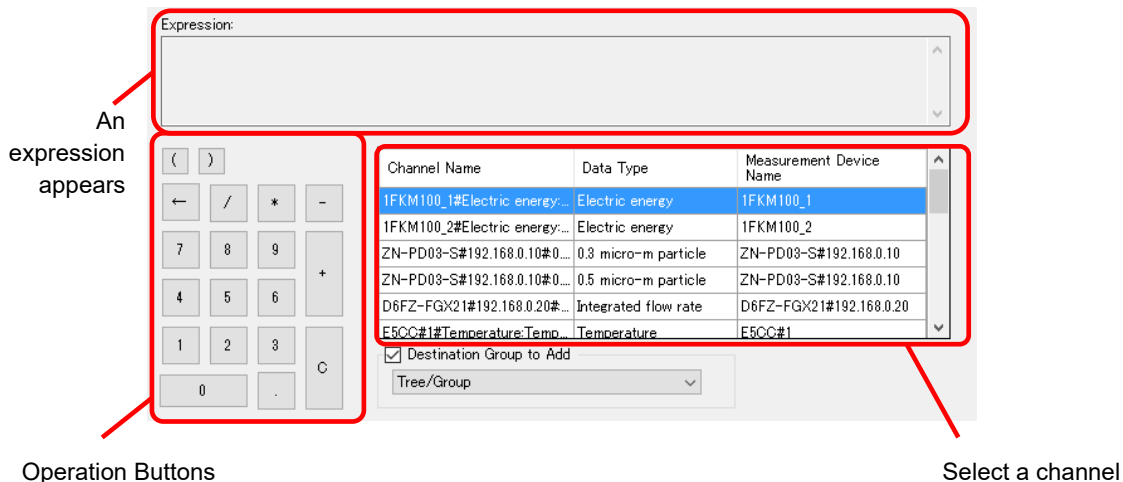 Expression:
An
expression
appears
( )
← / * -
7 8 9
+
4 5 6
1 2 3
C
0 .
Channel Name Data Type Measurement Device
Name
1FKM100_1#Electric energy:... Electric energy 1FKM100_1
1FKM100_2#Electric energy:... Electric energy 1FKM100_2
ZN-PD03-S#192.168.0.10#:0... 0.3 micro-m particle ZN-PD03-S#192.168.0.10
ZN-PD03-S#192.168.0.10#:0... 0.5 micro-m particle ZN-PD03-S#192.168.0.10
D6FZ-FGX21#192.168.0.20#:... Integrated flow rate D6FZ-FGX21#192.168.0.20
E5CC#1#Temperature:Temp... Temperature E5CC#1
Destination Group to Add
Tree/Group
Operation Buttons
Select a channel